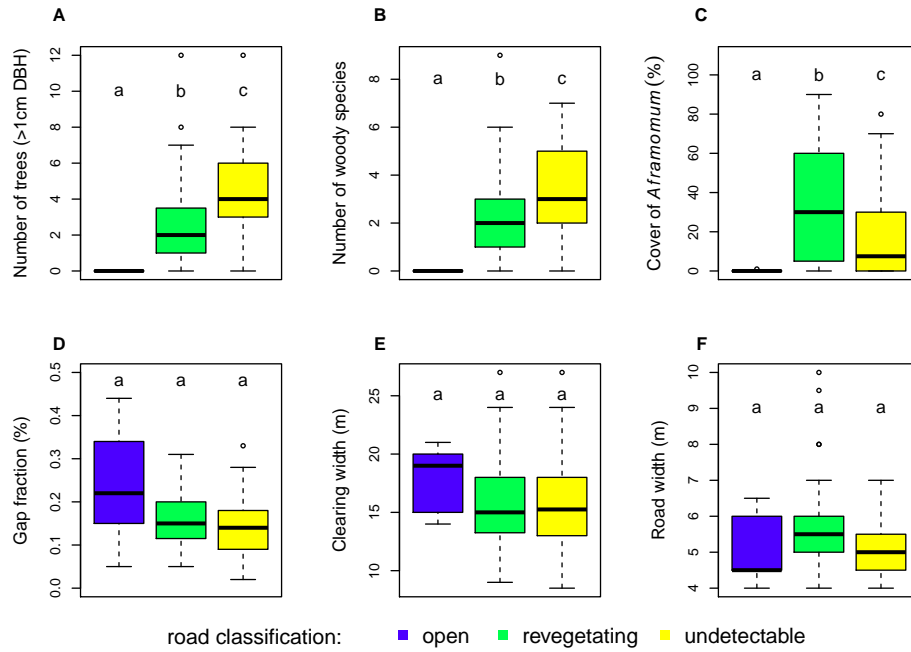 A
Number of trees (>1cm DBH)
0 2 4 6 8 10 12
a b c
B
Number of woody species
0 2 4 6 8
a b c
C
Cover of Aframomum (%)
0 20 40 60 80 100
a b c
D
Gap fraction (%)
0.0 0.1 0.2 0.3 0.4 0.5
a a a
E
Clearing width (m)
10 15 20 25
a a a
F
Road width (m)
4 5 6 7 8 9 10
a a a
road classification: open revegetating undetectable